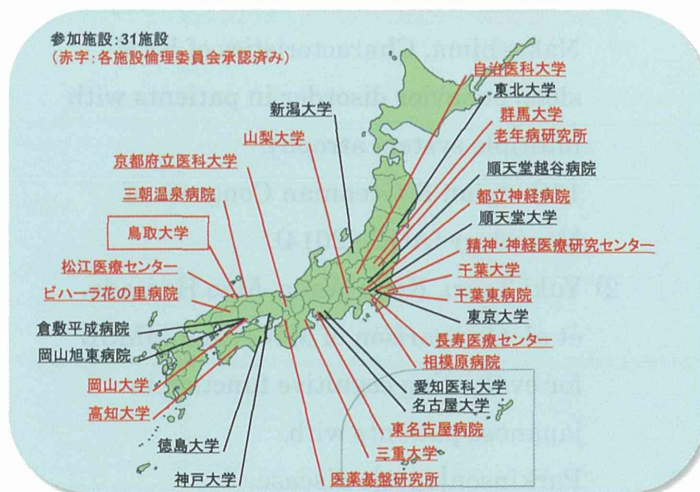 参加施設:31施設
(赤字:各施設倫理委員会承認済み)
自治医科大学
東北大学
群馬大学
老年病研究所
順天堂越谷病院
都立神経病院
順天堂大学
精神・神経医療研究センター
千葉大学
千葉東病院
東京大学
長寿医療センター
相模原病院
愛知医科大学
名古屋大学
東名古屋病院
三重大学
医薬基盤研究所
新潟大学
山梨大学
京都府立医科大学
三朝温泉病院
鳥取大学
松江医療センター
ビハーラ花の里病院
倉敷平成病院
岡山旭東病院
岡山大学
高知大学
徳島大学
神戸大学